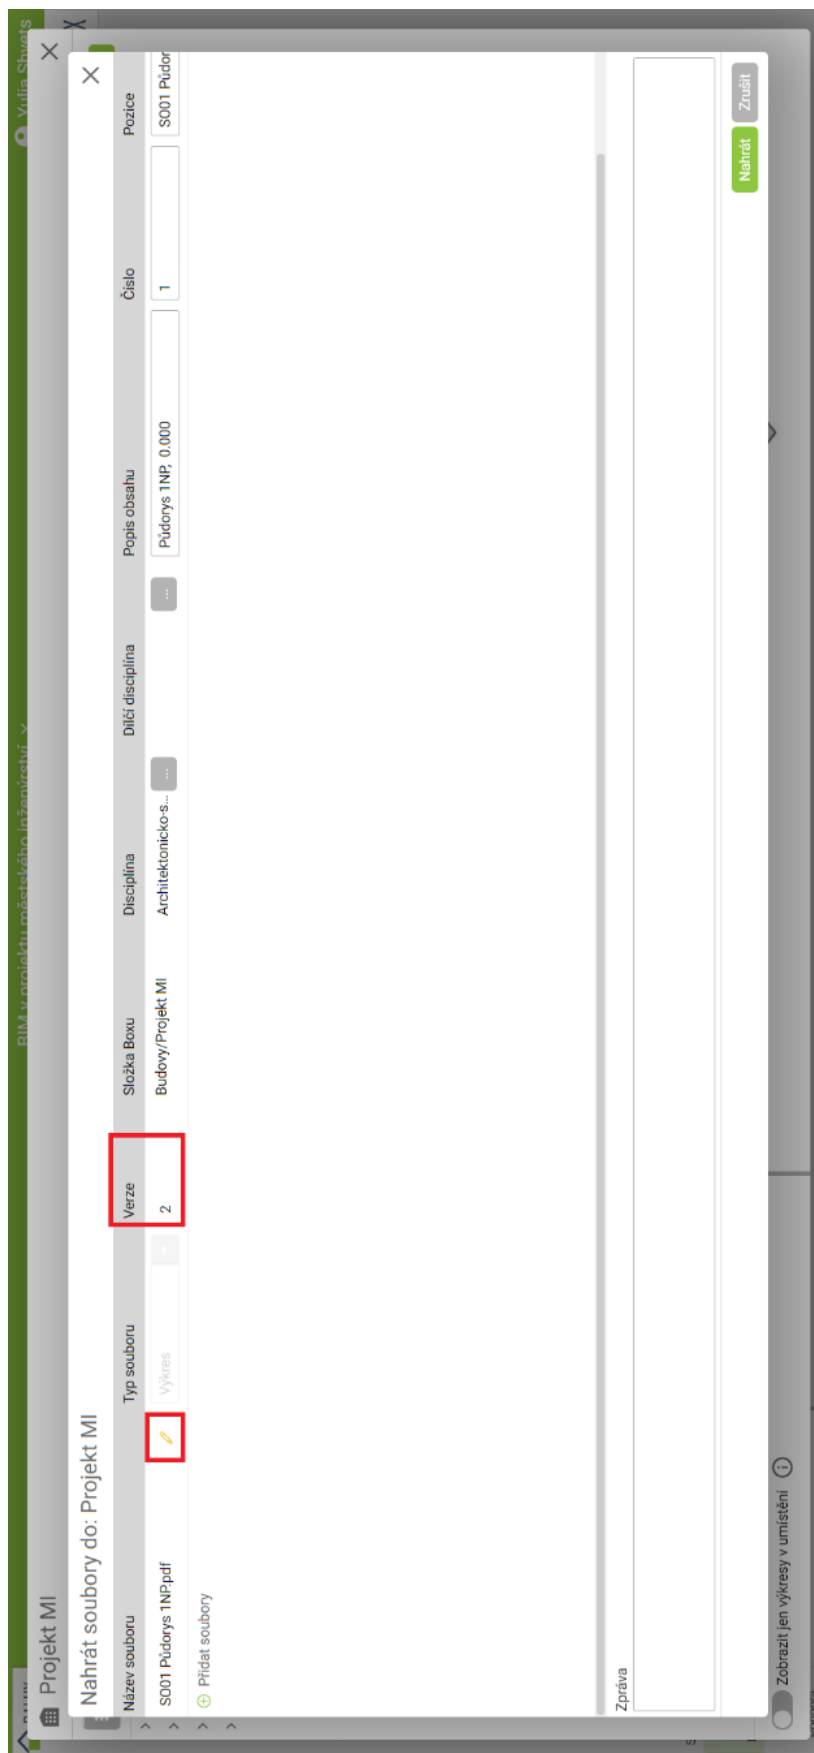 Yulia Shvets
BIM v projektu městského inženýrství
Projekt MI
Nahrát soubory do: Projekt MI
Název souboru Typ souboru Verze Složka Boxu Disciplína Dílčí disciplína Popis obsahu Číslo Pozice
S001 Půdorys 1NP.pdf Výkres 2 Budovy/Projekt MI Architektonicko-s... ... ... Půdorys 1NP, 0.000 1 S001 Půdor
Přidat soubory
Zpráva
Nahrát Zrušit
Zobrazit jen výkresy v umístění